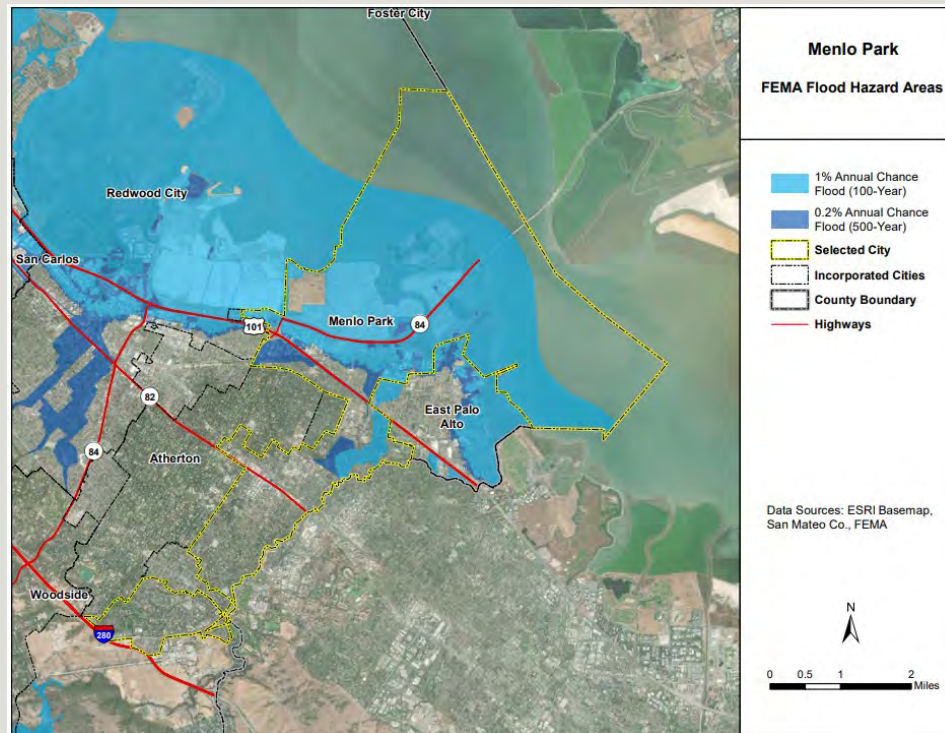 Foster City
Redwood City
San Carlos
101
Menlo Park
84
82
East Palo
Alto
84
Atherton
Woodside
280
Menlo Park
FEMA Flood Hazard Areas
1% Annual Chance
Flood (100-Year)
0.2% Annual Chance
Flood (500-Year)
Selected City
Incorporated Cities
County Boundary
Highways
Data Sources: ESRI Basemap,
San Mateo Co., FEMA
N
0 0.5 1 2
Miles